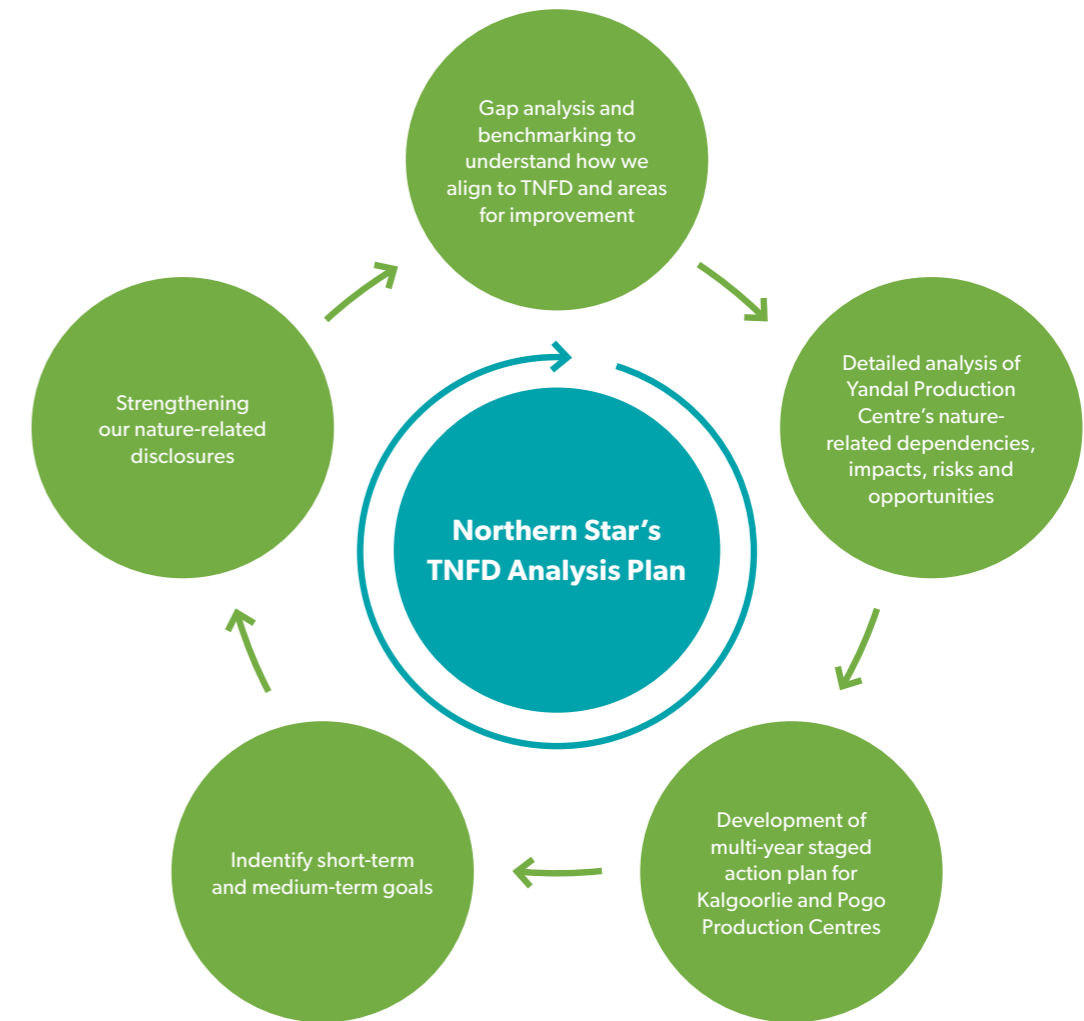 Gap analysis and
benchmarking to
understand how we
align to TNFD and areas
for improvement
Detailed analysis of
Yandal Production
Centre's nature-
related dependencies,
impacts, risks and
opportunities
Development of
multi-year staged
action plan for
Kalgoorlie and Pogo
Production Centres
Indentify short-term
and medium-term goals
Strengthening
our nature-related
disclosures
Northern Star's
TNFD Analysis Plan